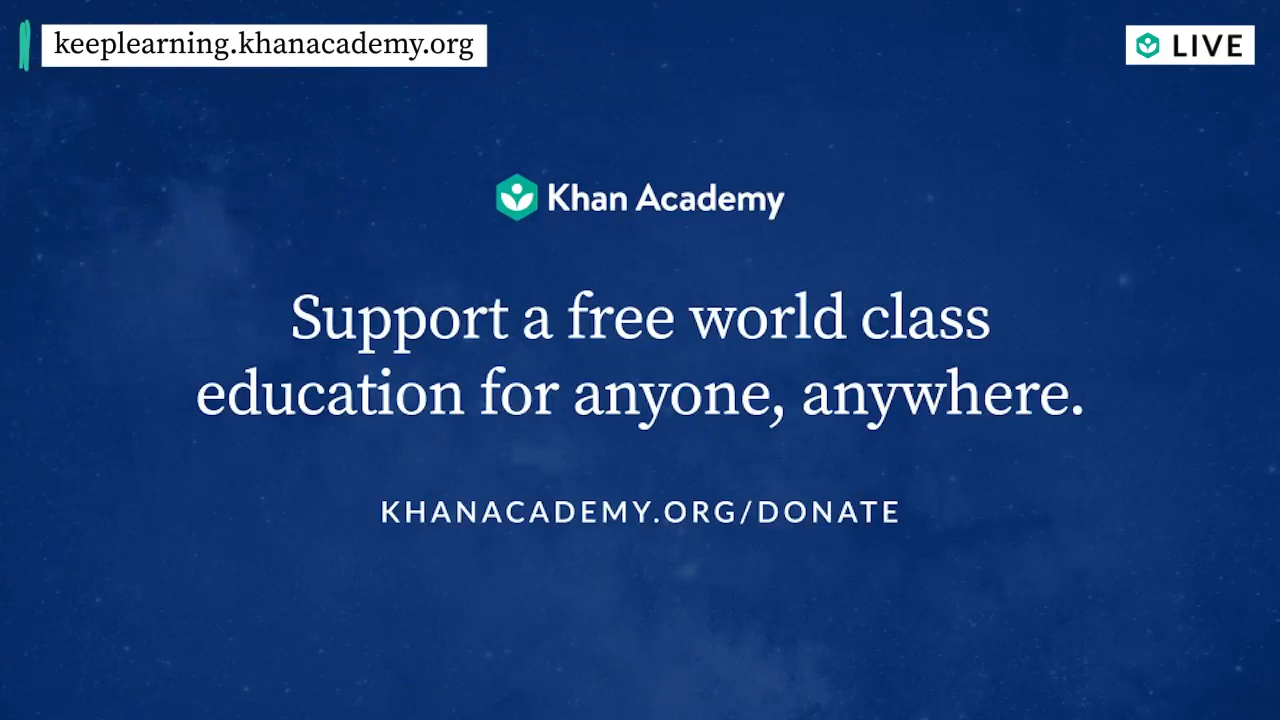 keeplearning.khanacademy.org
LIVE
Khan Academy
Support a free world class
education for anyone, anywhere.
KHANACADEMY.ORG/DONATE